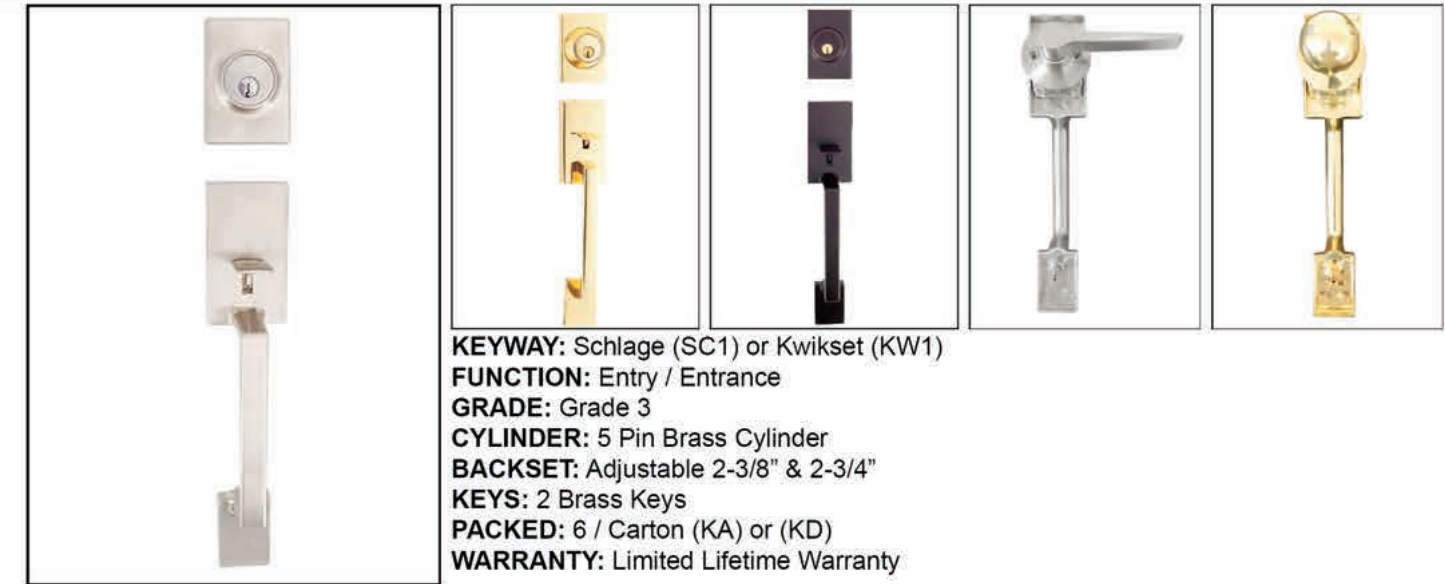 KEYWAY: Schlage (SC1) or Kwikset (KW1)
FUNCTION: Entry / Entrance
GRADE: Grade 3
CYLINDER: 5 Pin Brass Cylinder
BACKSET: Adjustable 2-3/8” & 2-3/4”
KEYS: 2 Brass Keys
PACKED: 6 / Carton (KA) or (KD)
WARRANTY: Limited Lifetime Warranty